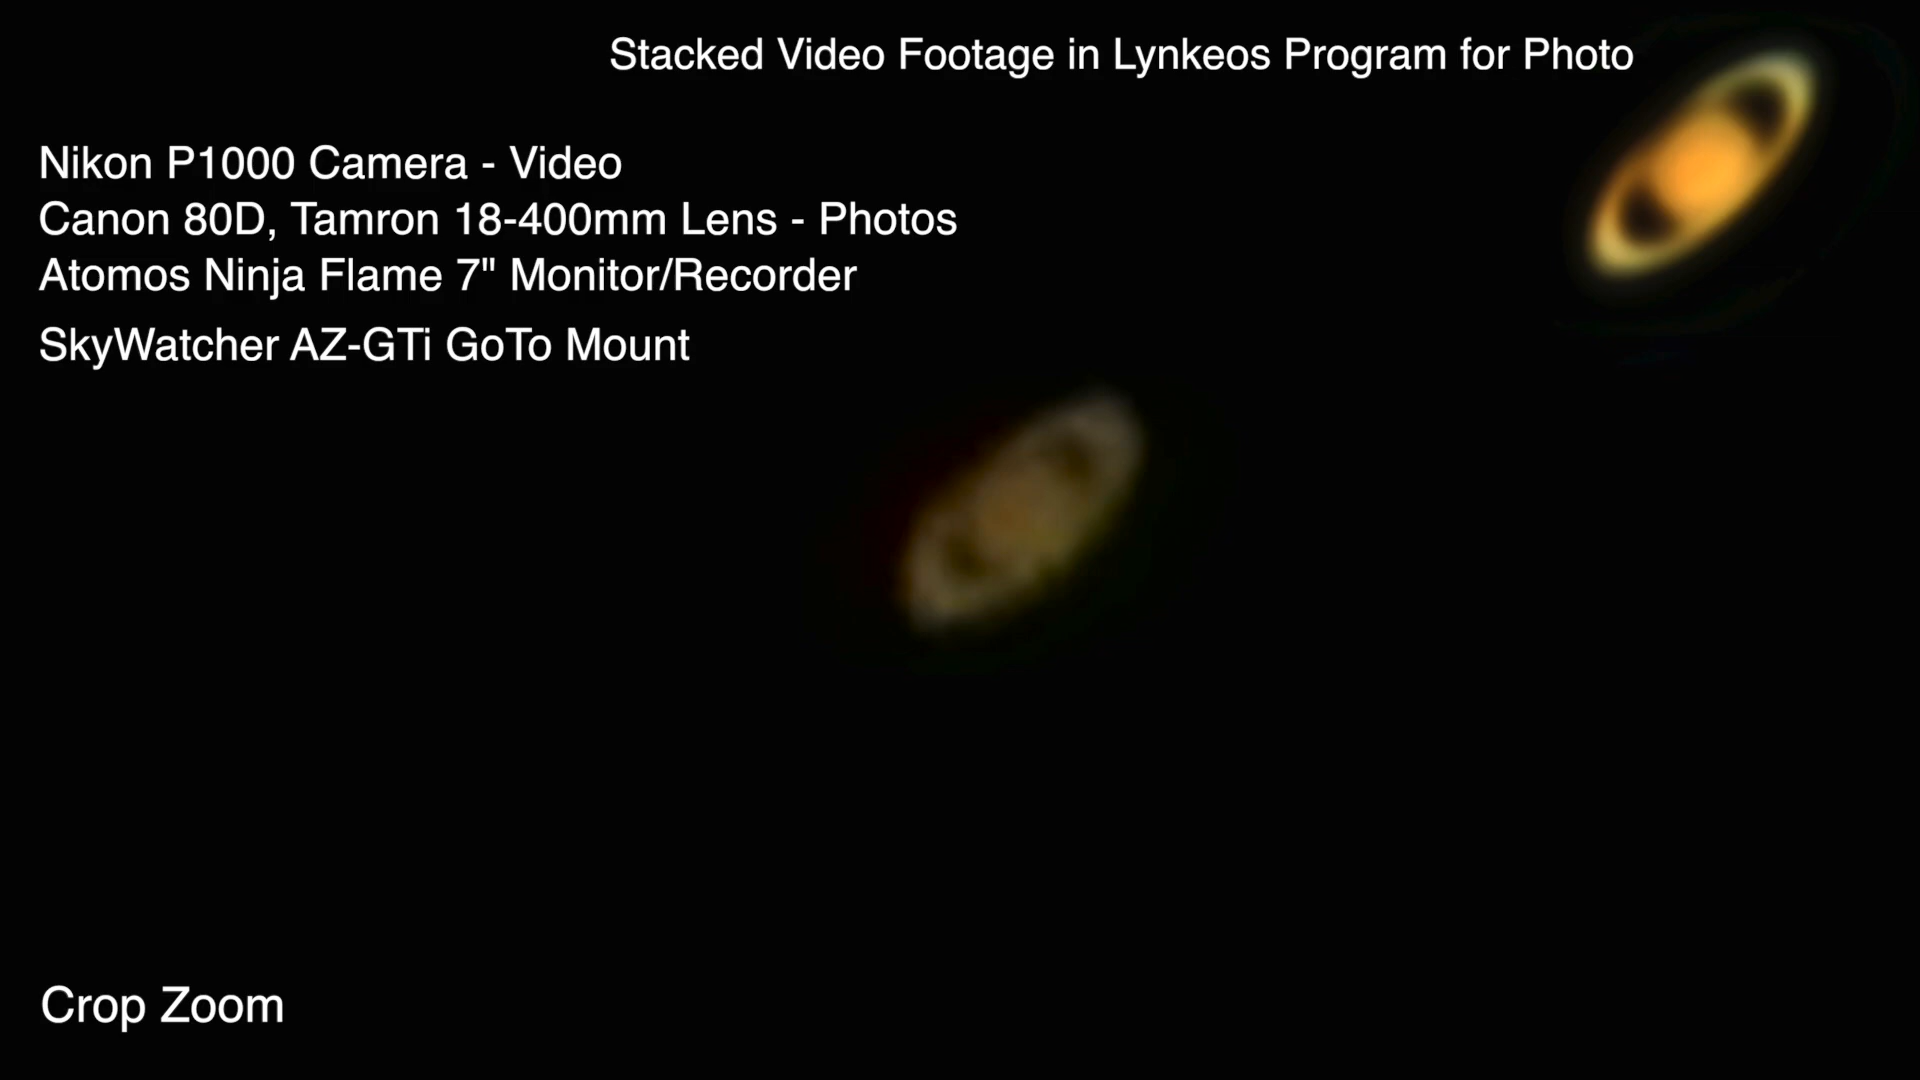 Stacked Video Footage in Lynkeos Program for Photo
Nikon P1000 Camera - Video
Canon 80D, Tamron 18-400mm Lens - Photos
Atomos Ninja Flame 7" Monitor/Recorder
SkyWatcher AZ-GTi GoTo Mount
Crop Zoom